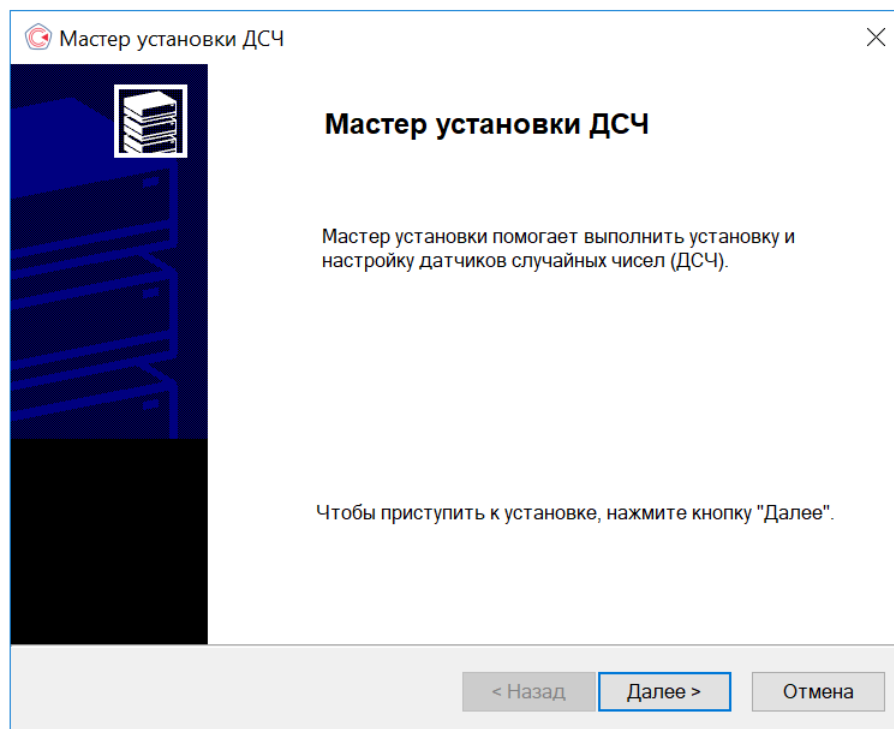 Мастер установки ДСЧ
Мастер установки ДСЧ
Мастер установки помогает выполнить установку и
настройку датчиков случайных чисел (ДСЧ).
Чтобы приступить к установке, нажмите кнопку "Далее".
< Назад
Далее >
Отмена